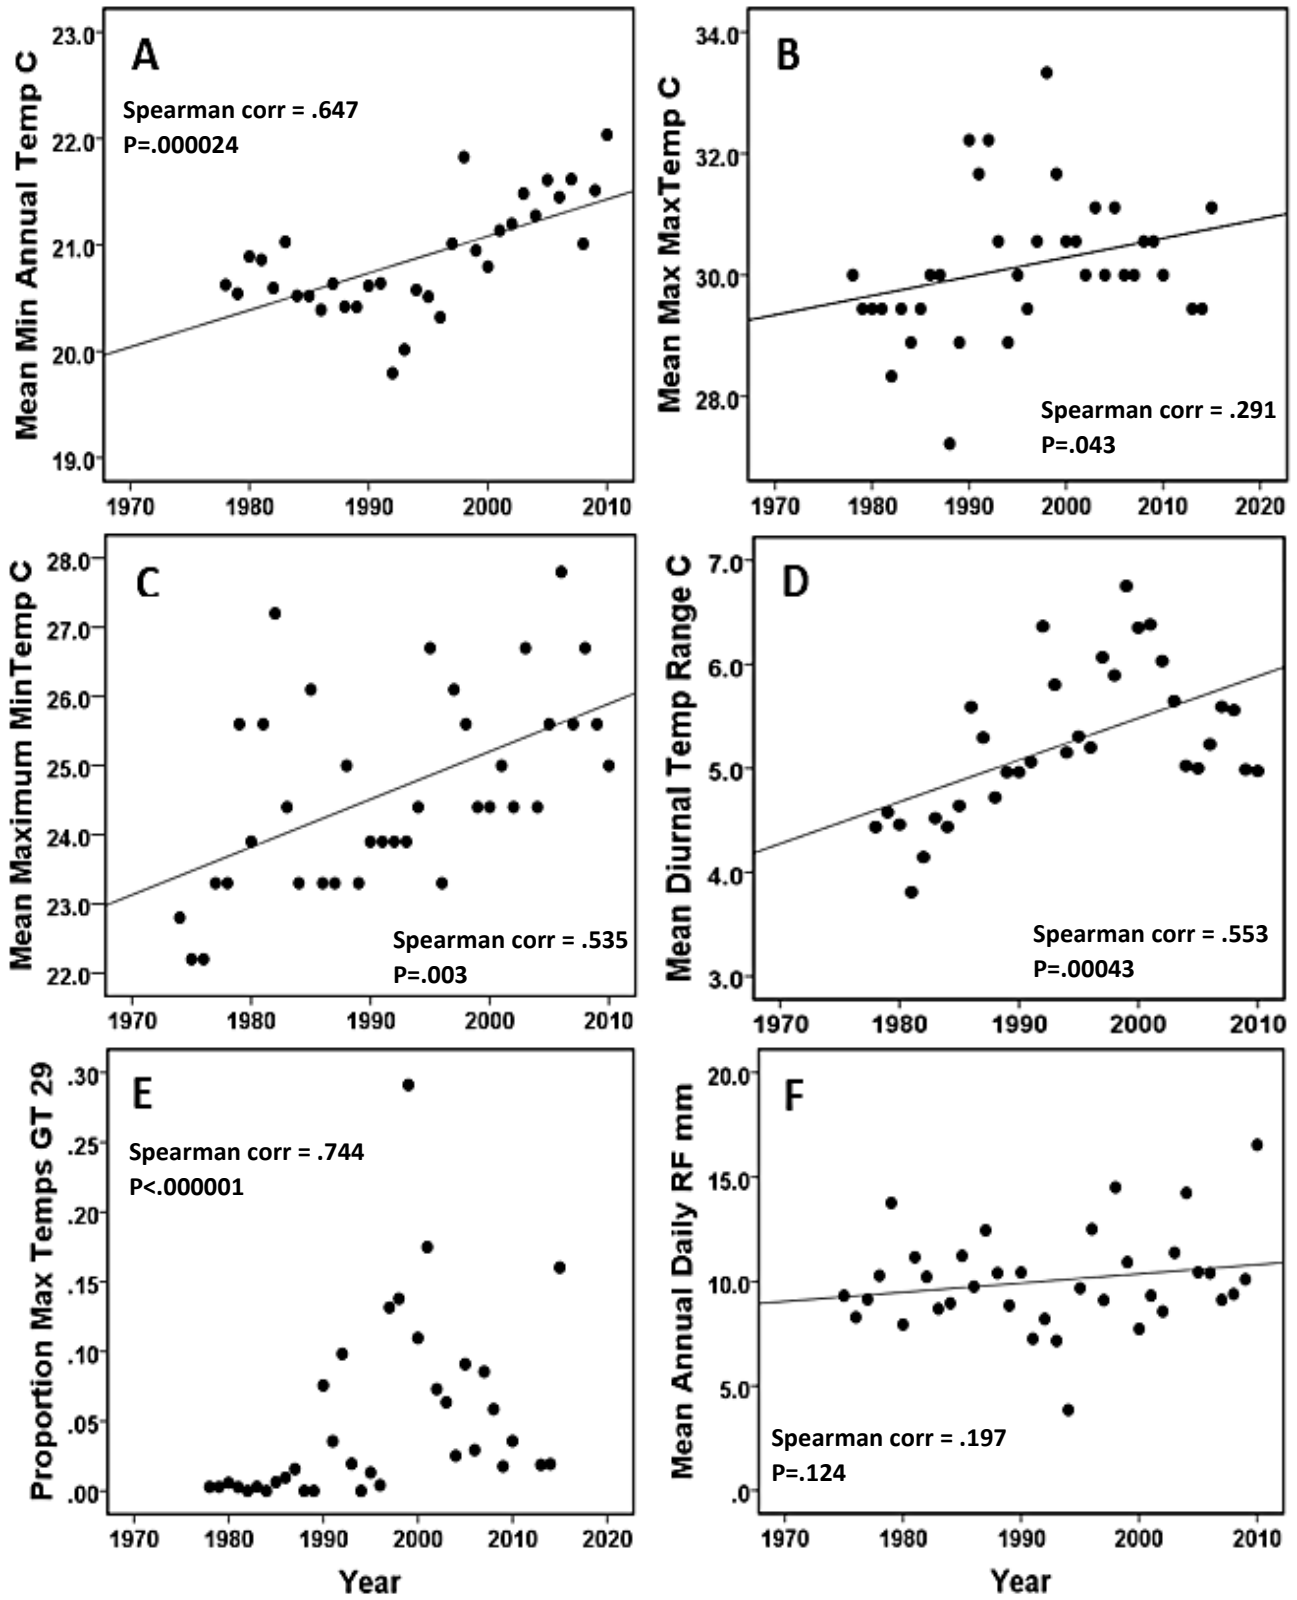 A
Spearman corr = .647
P=.000024
Mean Min Annual Temp C
23.0
22.0
21.0
20.0
19.0
1970 1980 1990 2000 2010
B
Spearman corr = .291
P=.043
Mean Max MaxTemp C
34.0
32.0
30.0
28.0
1970 1980 1990 2000 2010 2020
C
Spearman corr = .535
P=.003
Mean Maximum MinTemp C
28.0
27.0
26.0
25.0
24.0
23.0
22.0
1970 1980 1990 2000 2010
D
Spearman corr = .553
P=.00043
Mean Diurnal Temp Range C
7.0
6.0
5.0
4.0
3.0
1970 1980 1990 2000 2010
E
Spearman corr = .744
P<.000001
Proportion Max Temps GT 29
.30
.25
.20
.15
.10
.05
.00
1970 1980 1990 2000 2010 2020
Year
F
Spearman corr = .197
P=.124
Mean Annual Daily RF mm
20.0
15.0
10.0
5.0
.0
1970 1980 1990 2000 2010
Year